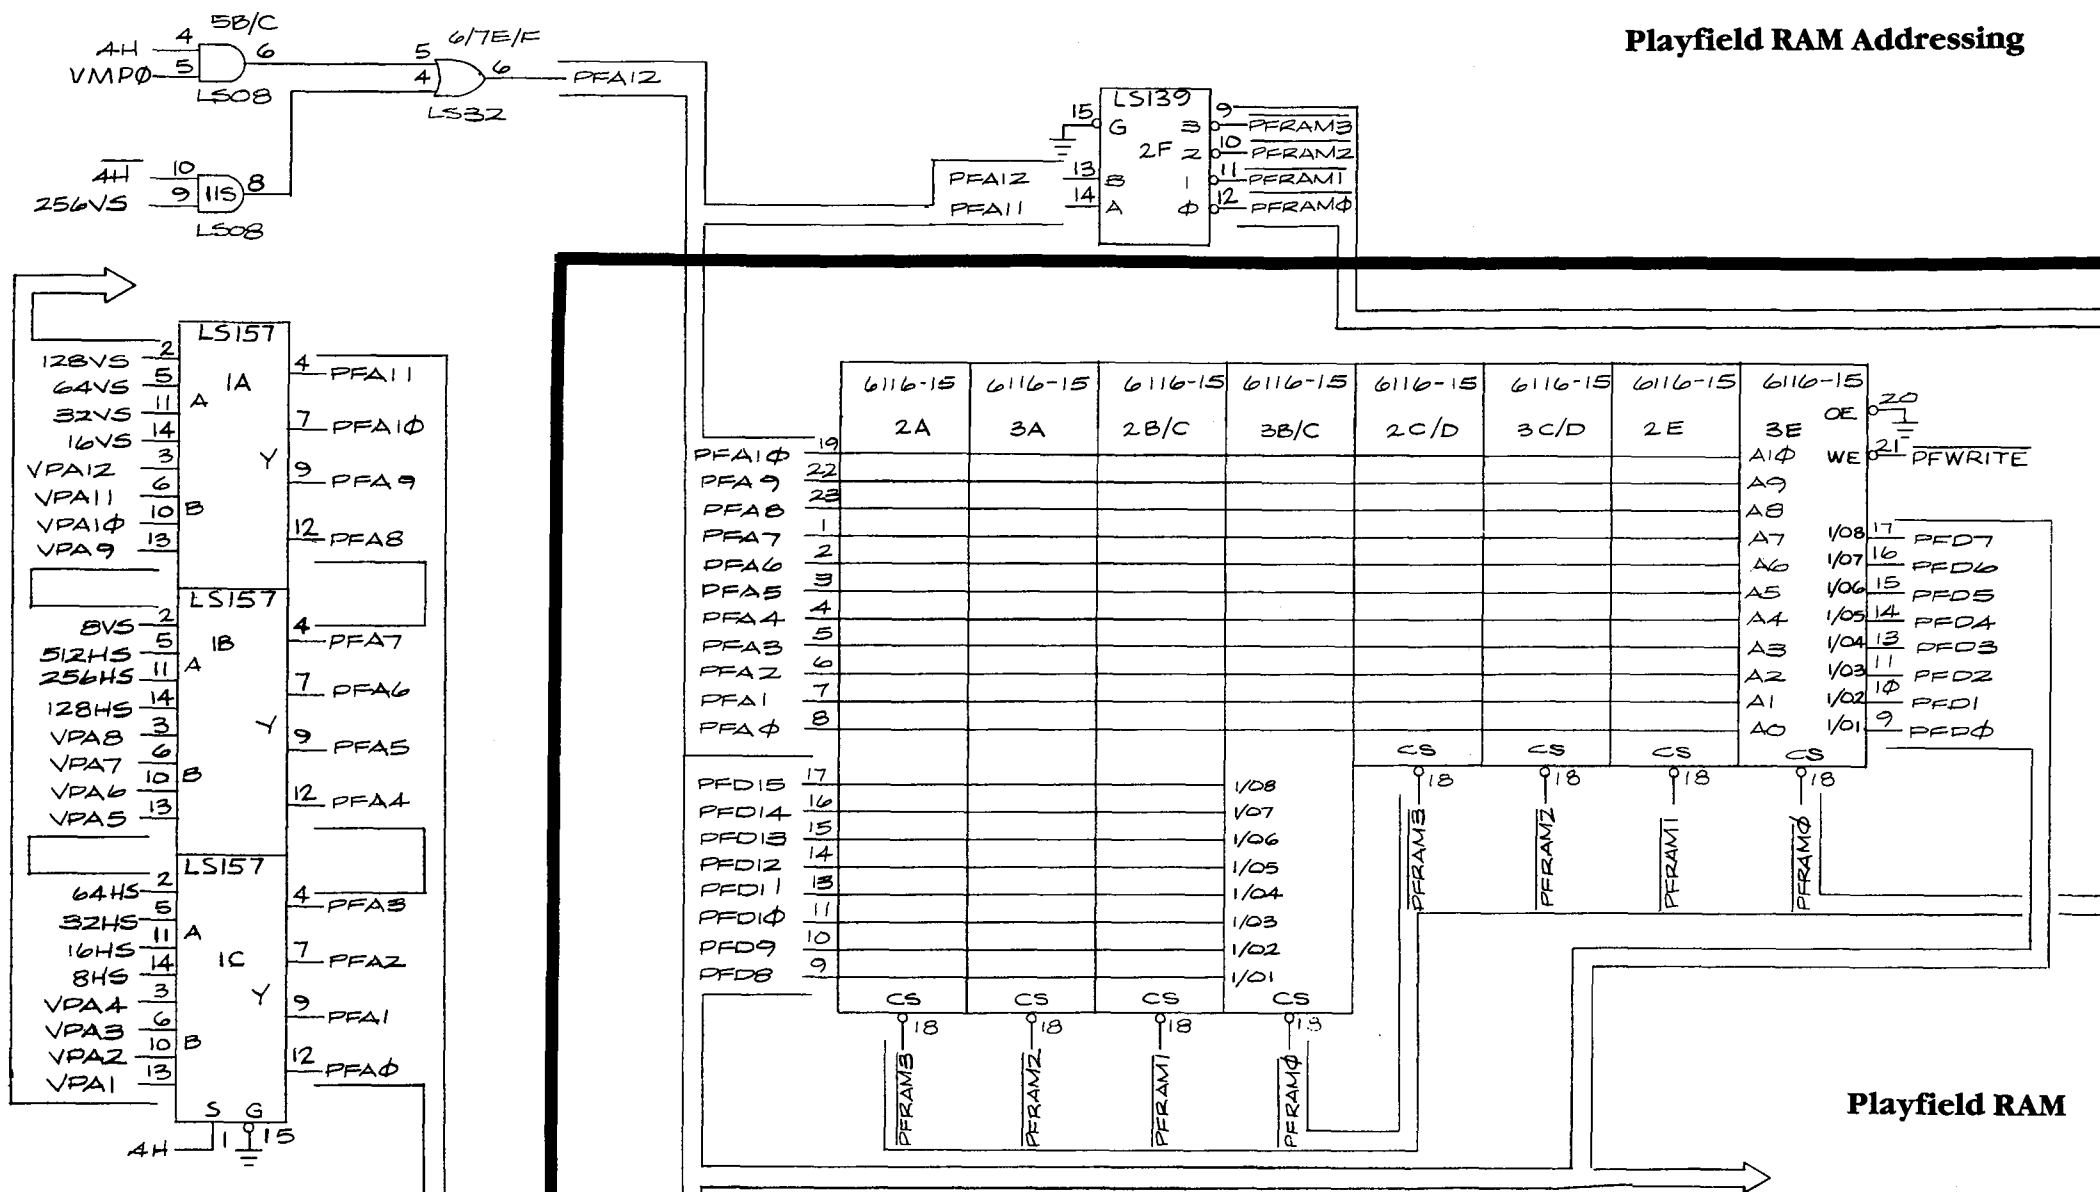 Playfield RAM Addressing
5B/C
4H 4
VMPØ 5
6
LS08
6/7E/F
5
4
6
PFA12
LS32
4H 10
256VS 9
11S
8
LS08
LS139
15 G
2F
PFA12 13 B
PFA11 14 A
3 9 PFRAM3
2 10 PFRAM2
1 11 PFRAM1
Ø 12 PFRAMØ
LS157
1A
A
B
Y
128VS 2
64VS 5
32VS 11
16VS 14
VPA12 3
VPA11 6
VPA1Ø 10
VPA9 13
4 PFA11
7 PFA1Ø
9 PFA9
12 PFA8
LS157
1B
A
B
Y
8VS 2
512HS 5
256HS 11
128HS 14
VPA8 3
VPA7 6
VPA6 10
VPA5 13
4 PFA7
7 PFA6
9 PFA5
12 PFA4
LS157
1C
A
B
Y
64HS 2
32HS 5
16HS 11
8HS 14
VPA4 3
VPA3 6
VPA2 10
VPA1 13
4 PFA3
7 PFA2
9 PFA1
12 PFAØ
S G
4H 1 15
6116-15 6116-15 6116-15 6116-15 6116-15 6116-15 6116-15 6116-15
2A 3A 2B/C 3B/C 2C/D 3C/D 2E 3E
OE 20
WE 21 PFWRITE
PFA1Ø 19 A1Ø
PFA9 22 A9
PFA8 23 A8
PFA7 1 A7
PFA6 2 A6
PFA5 3 A5
PFA4 4 A4
PFA3 5 A3
PFA2 6 A2
PFA1 7 A1
PFAØ 8 AO
I/O8 17 PFD7
I/O7 16 PFD6
I/O6 15 PFD5
I/O5 14 PFD4
I/O4 13 PFD3
I/O3 11 PFD2
I/O2 1Ø PFD1
I/O1 9 PFDØ
CS CS CS CS
18 18 18 18
PFRAM3 PFRAM2 PFRAM1 PFRAMØ
PFD15 17 I/O8
PFD14 16 I/O7
PFD13 15 I/O6
PFD12 14 I/O5
PFD11 13 I/O4
PFD1Ø 11 I/O3
PFD9 10 I/O2
PFD8 9 I/O1
CS CS CS CS
18 18 18 18
PFRAM3 PFRAM2 PFRAM1 PFRAMØ
Playfield RAM